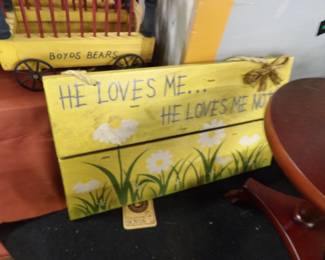 BOYDS BEARS
HE LOVES ME...
HE LOVES ME NOT